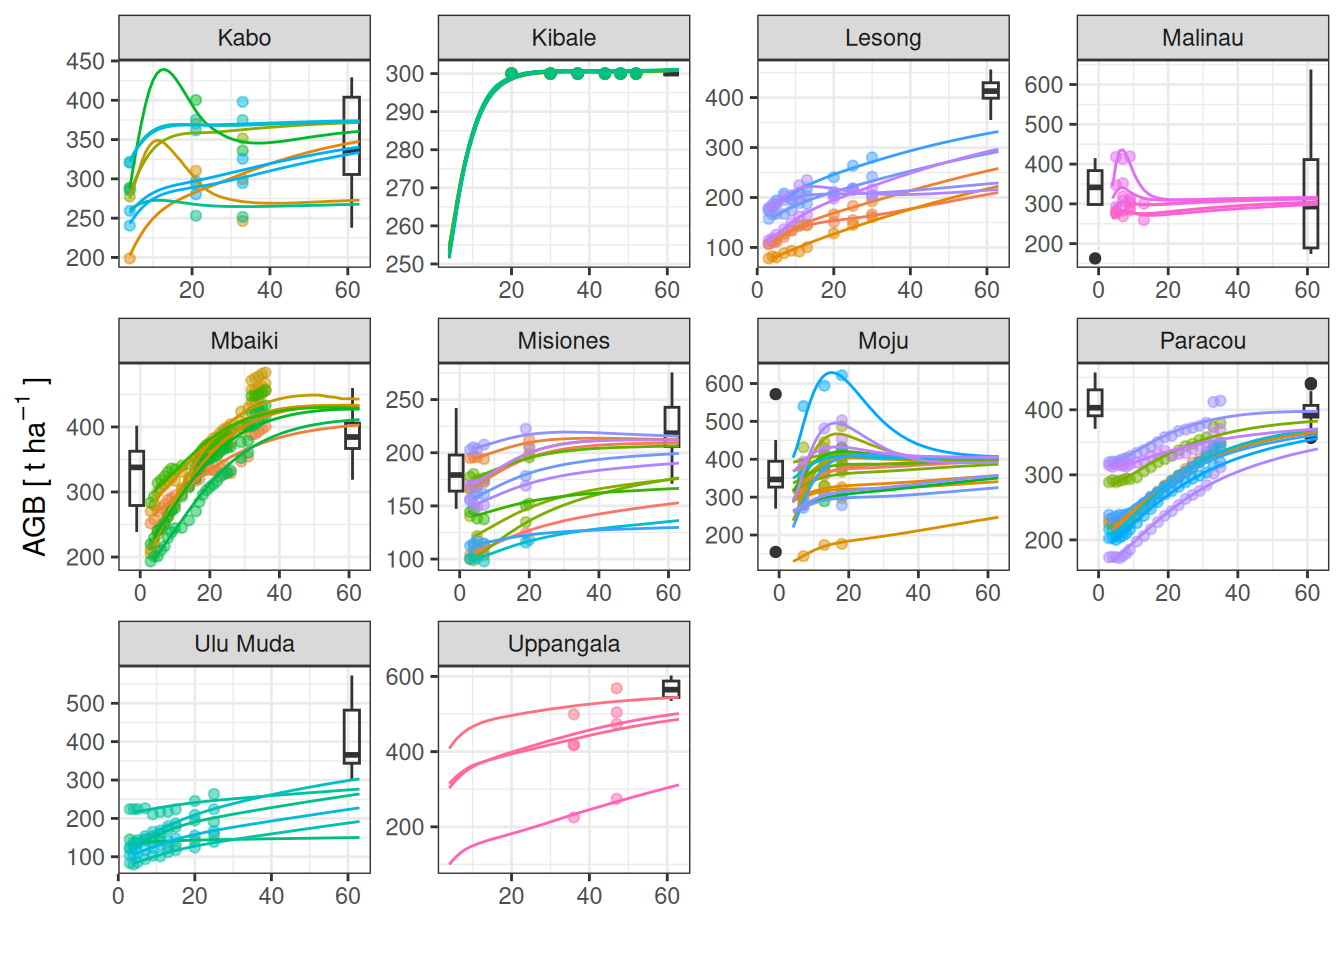 Kabo Kibale Lesong Malinau
450 400 350 300 250 200
300 290 280 270 260 250
400 300 200 100
600 500 400 300 200
20 40 60 20 40 60 0 20 40 60 0 20 40 60
Mbaiki Misiones Moju Paracou
AGB [ t ha⁻¹ ]
400 300 200
250 200 150 100
600 500 400 300 200
400 300 200
0 20 40 60 0 20 40 60 0 20 40 60 0 20 40 60
Ulu Muda Uppangala
500 400 300 200 100
600 400 200
0 20 40 60 20 40 60